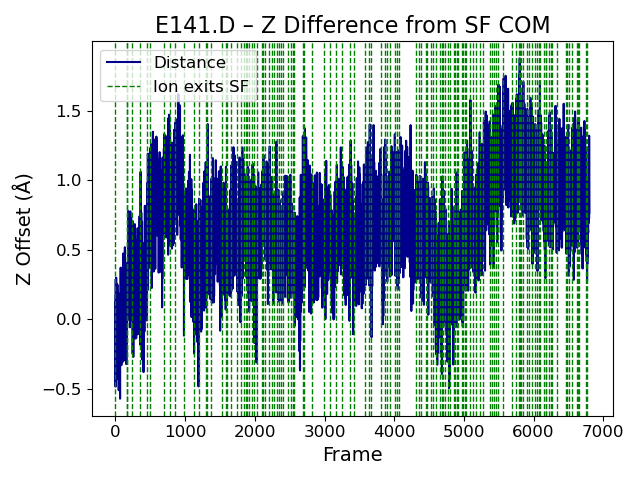 E141.D – Z Difference from SF COM
Distance
Ion exits SF
Z Offset (Å)
1.5
1.0
0.5
0.0
−0.5
0 1000 2000 3000 4000 5000 6000 7000
Frame